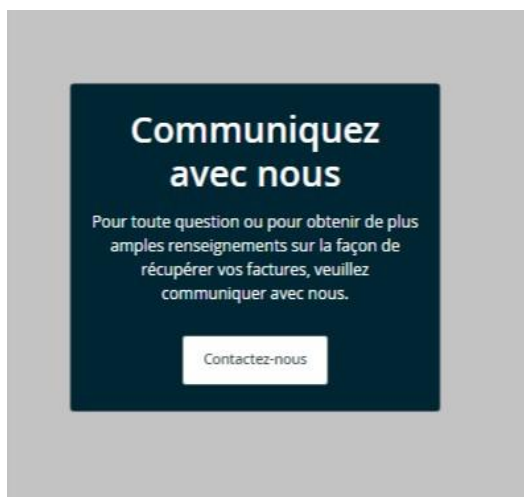 Communiquez
avec nous
Pour toute question ou pour obtenir de plus
amples renseignements sur la façon de
récupérer vos factures, veuillez
communiquer avec nous.
Contactez-nous